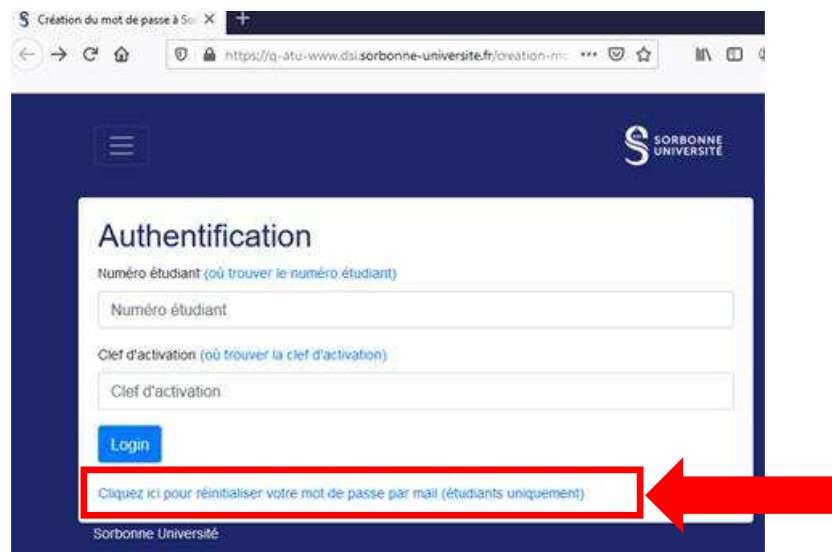 Création du mot de passe à So
https://q-atu-www.dsi.sorbonne-universite.fr/creation-mo
SORBONNE
UNIVERSITÉ
Authentification
Numéro étudiant (où trouver le numéro étudiant)
Numéro étudiant
Clef d'activation (où trouver la clef d'activation)
Clef d'activation
Login
Cliquez ici pour réinitialiser votre mot de passe par mail (étudiants uniquement)
Sorbonne Université